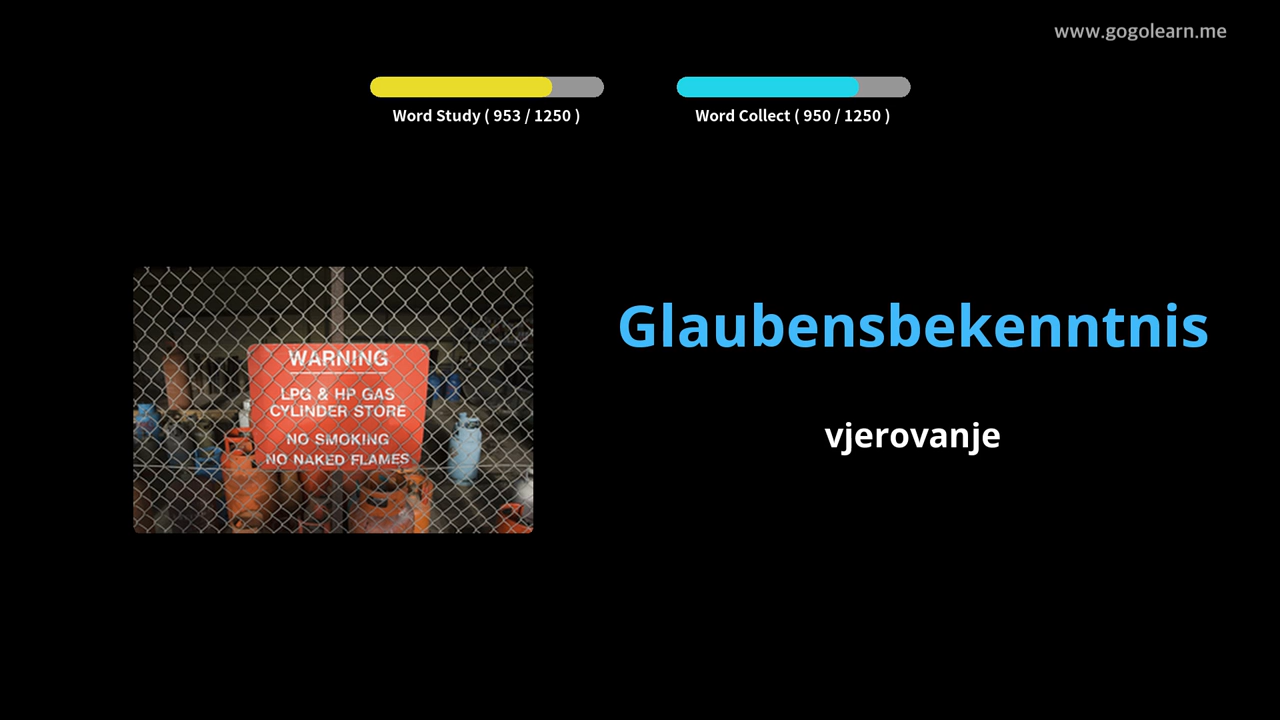 www.gogolearn.me
Word Study ( 953 / 1250 )
Word Collect ( 950 / 1250 )
WARNING
LPG & HP GAS
CYLINDER STORE
NO SMOKING
NO NAKED FLAMES
Glaubensbekenntnis
vjerovanje